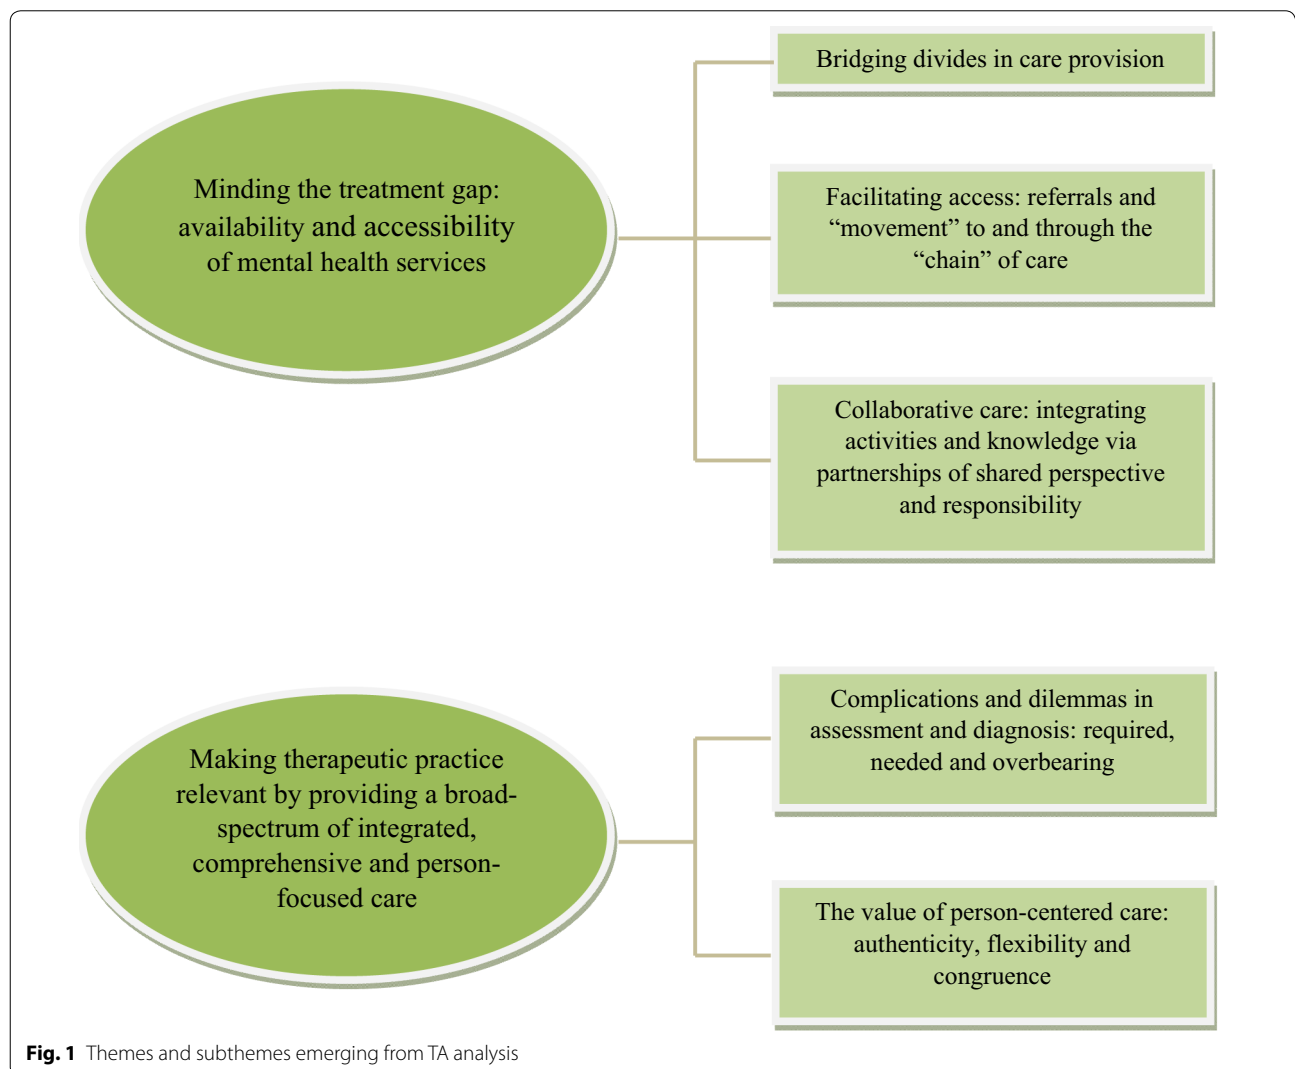 Minding the treatment gap:
availability and accessibility
of mental health services
Bridging divides in care provision
Facilitating access: referrals and
“movement” to and through the
“chain” of care
Collaborative care: integrating
activities and knowledge via
partnerships of shared perspective
and responsibility
Making therapeutic practice
relevant by providing a broad-
spectrum of integrated,
comprehensive and person-
focused care
Complications and dilemmas in
assessment and diagnosis: required,
needed and overbearing
The value of person-centered care:
authenticity, flexibility and
congruence
Fig. 1 Themes and subthemes emerging from TA analysis